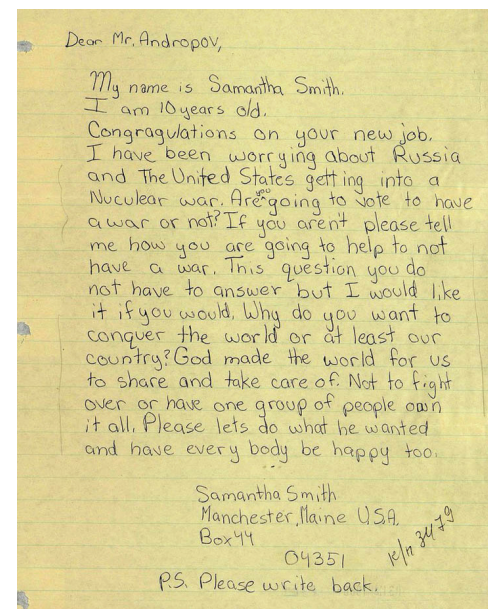 Dear Mr. Andropov,
My name is Samantha Smith.
I am 10 years old.
Congragulations on your new job.
I have been worrying about Russia
and The United States getting into a
Nuculear war. Are you going to vote to have
a war or not? If you aren't please tell
me how you are going to help to not
have a war. This question you do
not have to answer but I would like
it if you would. Why do you want to
conquer the world or at least our
country? God made the world for us
to share and take care of. Not to fight
over or have one group of people own
it all. Please lets do what he wanted
and have every body be happy too.
Samantha Smith
Manchester, Maine U.S.A.
Box 44
04351
к/п 3479
P.S. Please write back.